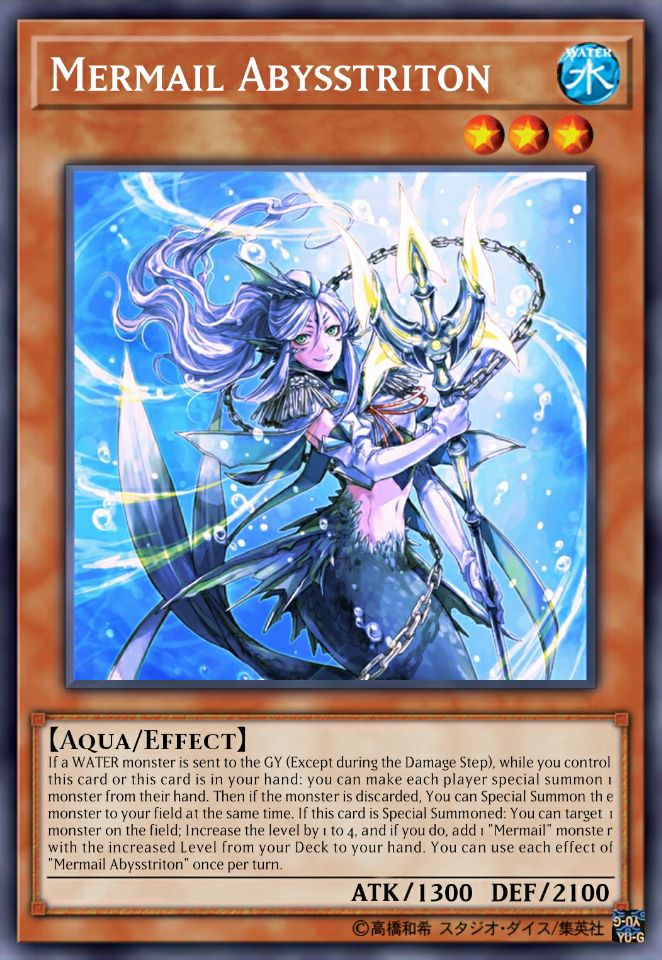 Mermail Abysstriton
WATER
水
【Aqua/Effect】
If a WATER monster is sent to the GY (Except during the Damage Step), while you control
this card or this card is in your hand: you can make each player special summon 1
monster from their hand. Then if the monster is discarded, You can Special Summon the
monster to your field at the same time. If this card is Special Summoned: You can target 1
monster on the field; Increase the level by 1 to 4, and if you do, add 1 "Mermail" monster
with the increased Level from your Deck to your hand. You can use each effect of
"Mermail Abysstriton" once per turn.
ATK/1300 DEF/2100
©高橋和希 スタジオ・ダイス/集英社
YU-G